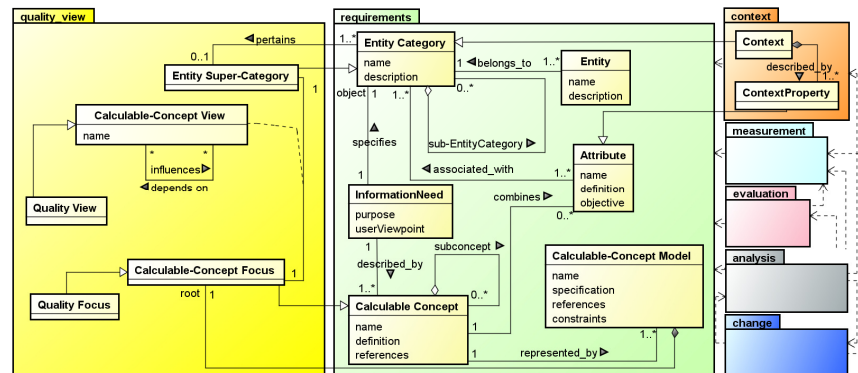 quality_view
requirements
context
pertains
1..*
0..1
Entity Super-Category
1
Entity Category
name
description
object
1
1..*
0..*
1
belongs_to
1..*
Entity
name
description
Context
described_by
1..*
ContextProperty
Calculable-Concept View
name
*
*
influences
depends on
Quality View
specifies
sub-EntityCategory
associated_with
1..*
Attribute
name
definition
objective
measurement
1
InformationNeed
purpose
userViewpoint
1
combines
0..*
evaluation
described_by
1..*
subconcept
0..*
Calculable-Concept Model
name
specification
references
constraints
1..*
analysis
Calculable-Concept Focus
1
root
1
Quality Focus
Calculable Concept
name
definition
references
1
1
represented_by
change